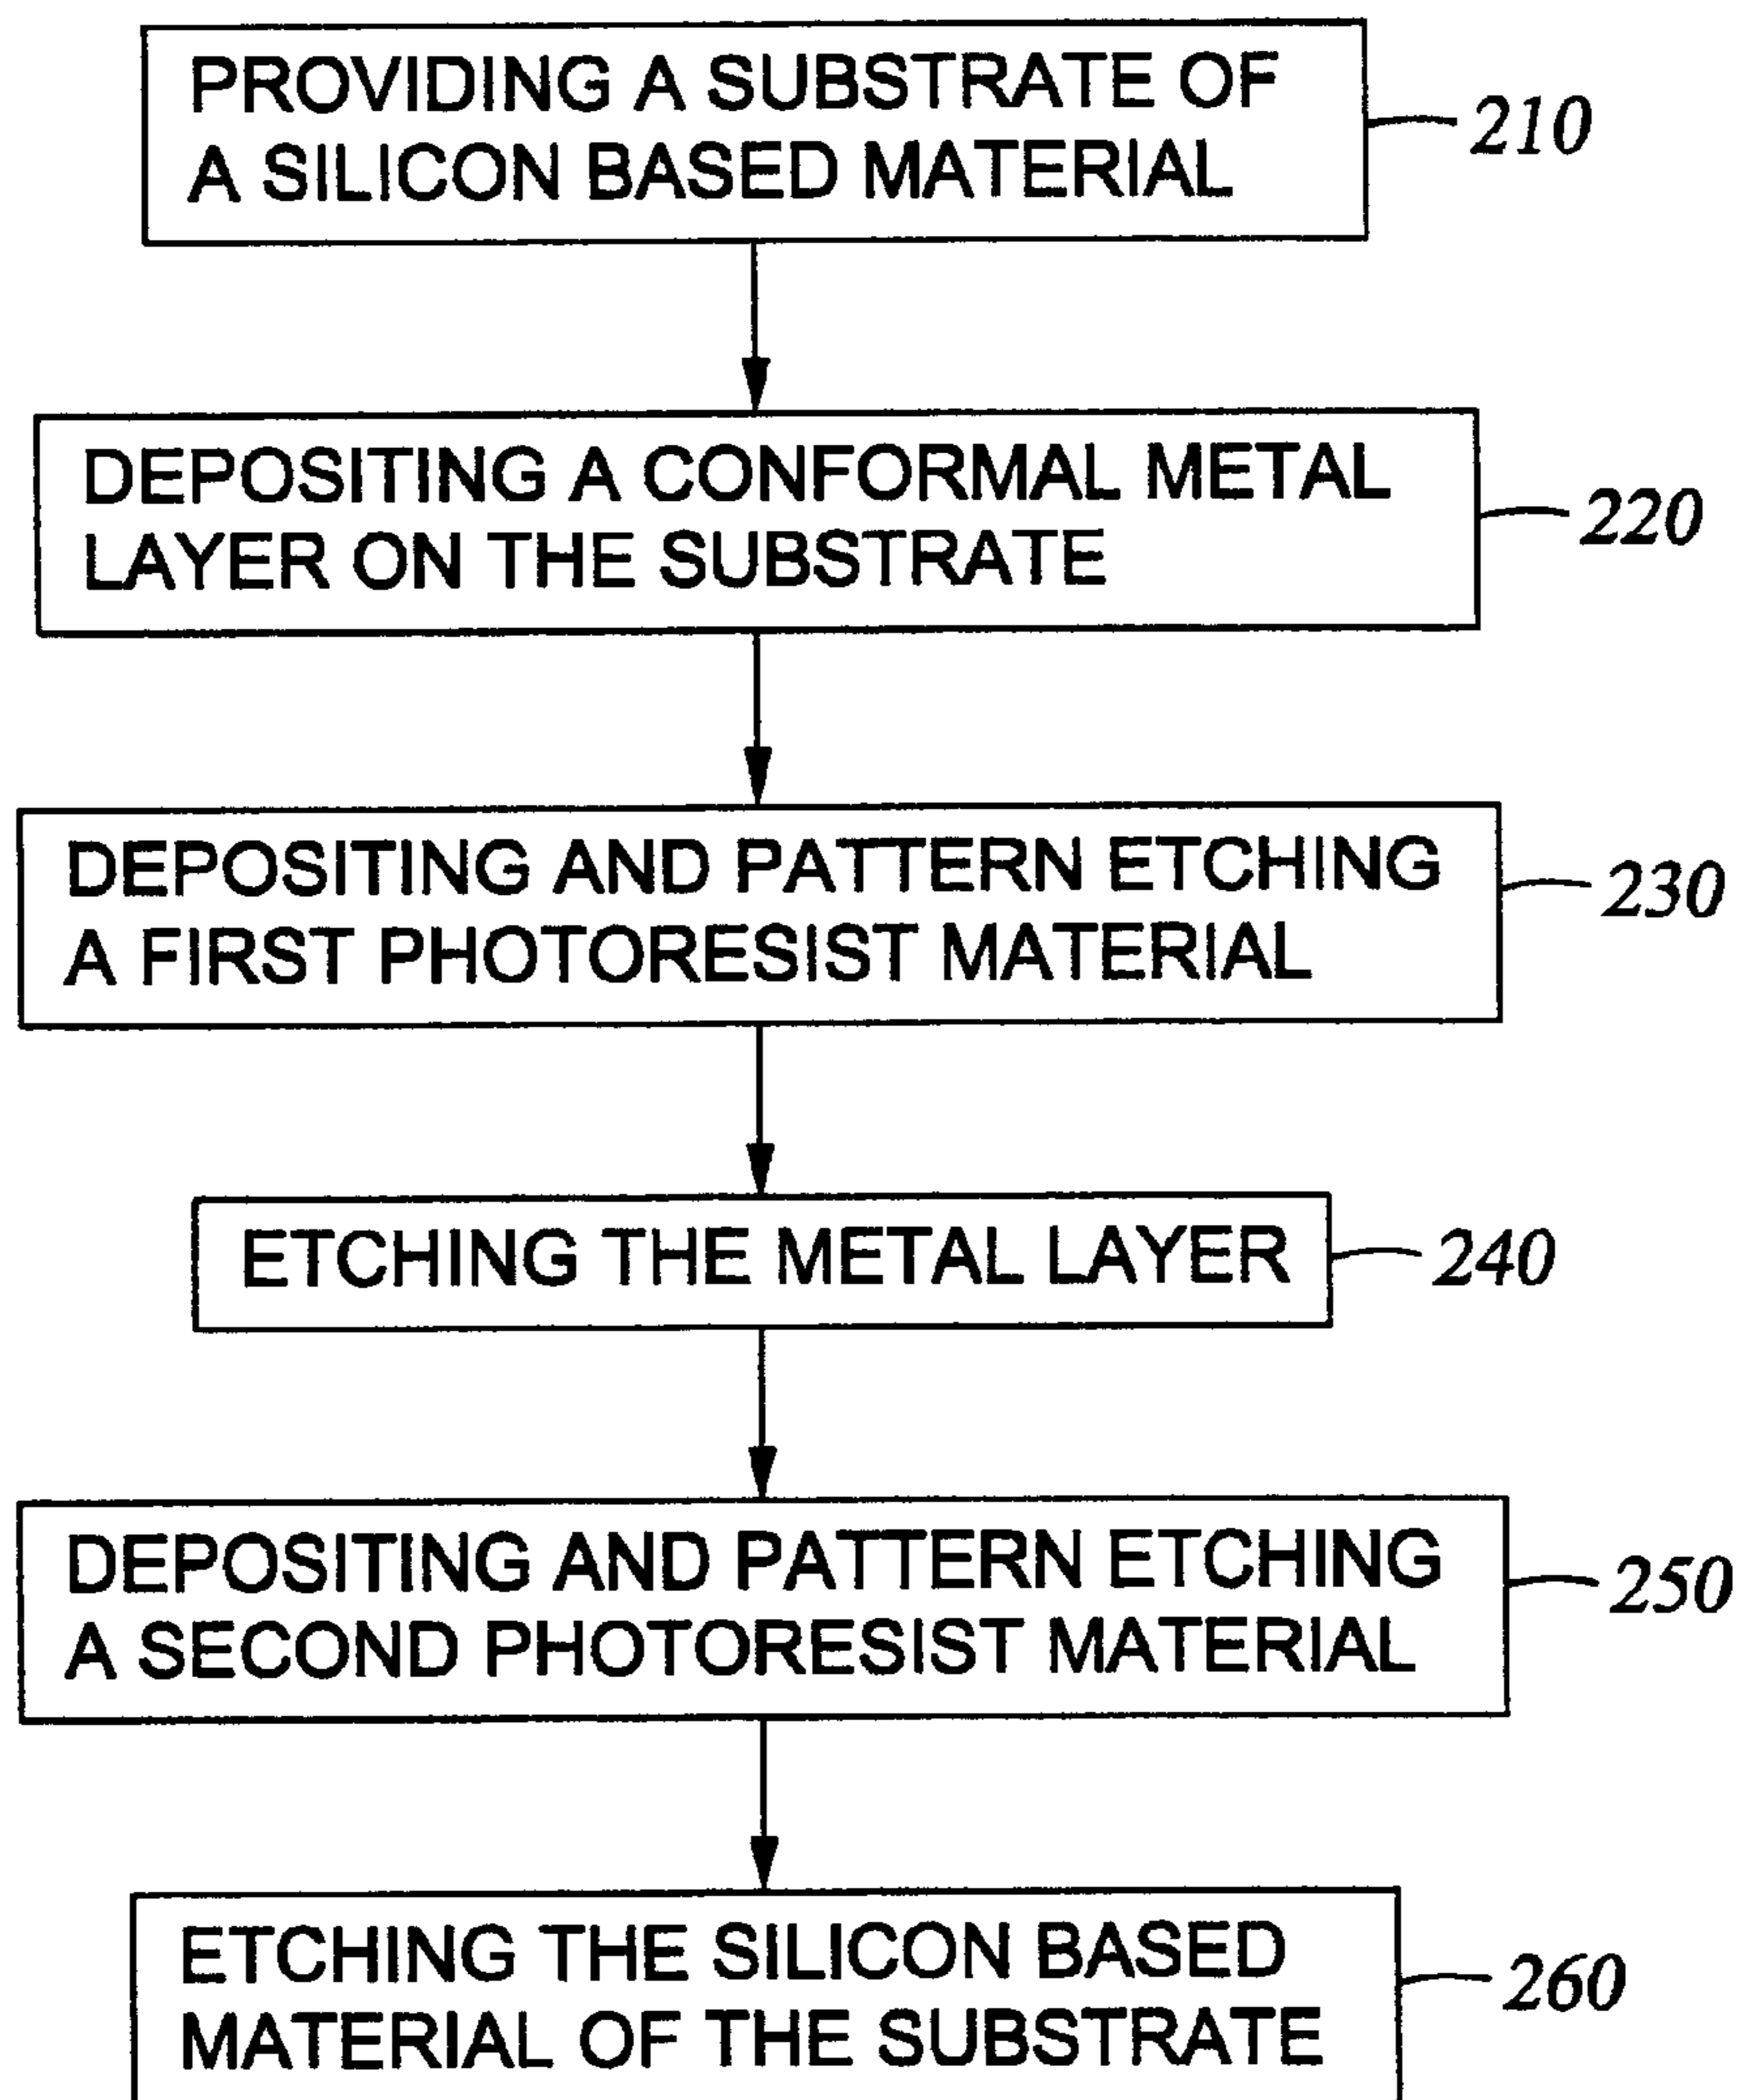 PROVIDING A SUBSTRATE OF
A SILICON BASED MATERIAL
210
DEPOSITING A CONFORMAL METAL
LAYER ON THE SUBSTRATE
220
DEPOSITING AND PATTERN ETCHING
A FIRST PHOTORESIST MATERIAL
230
ETCHING THE METAL LAYER
240
DEPOSITING AND PATTERN ETCHING
A SECOND PHOTORESIST MATERIAL
250
ETCHING THE SILICON BASED
MATERIAL OF THE SUBSTRATE
260